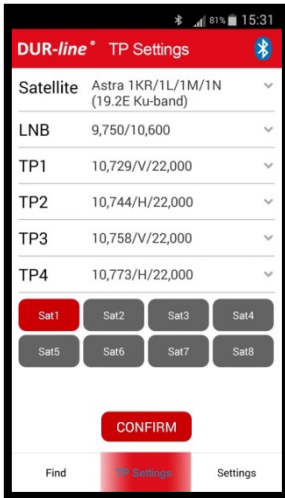 81% 15:31
DUR-line® TP Settings
Satellite Astra 1KR/1L/1M/1N
(19.2E Ku-band)
LNB 9,750/10,600
TP1 10,729/V/22,000
TP2 10,744/H/22,000
TP3 10,758/V/22,000
TP4 10,773/H/22,000
Sat1 Sat2 Sat3 Sat4
Sat5 Sat6 Sat7 Sat8
CONFIRM
Find TP Settings Settings